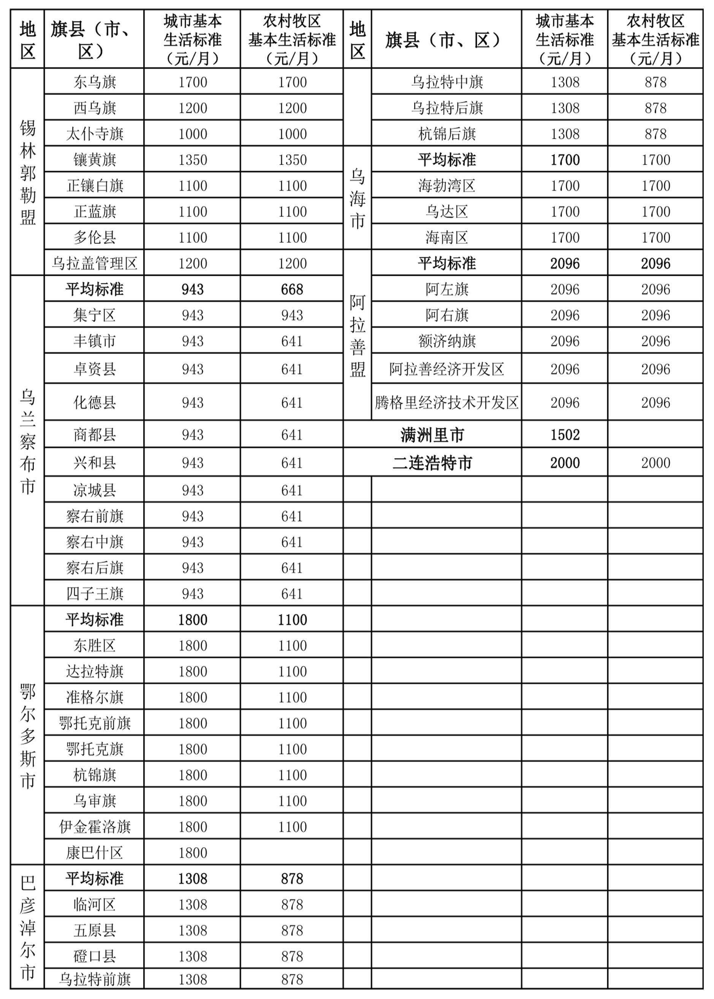 地区 旗县（市、区） 城市基本生活标准（元/月） 农村牧区基本生活标准（元/月） 地区 旗县（市、区） 城市基本生活标准（元/月） 农村牧区基本生活标准（元/月）
锡林郭勒盟 东乌旗 1700 1700 乌拉特中旗 1308 878
西乌旗 1200 1200 乌拉特后旗 1308 878
太仆寺旗 1000 1000 杭锦后旗 1308 878
镶黄旗 1350 1350 乌海市 平均标准 1700 1700
正镶白旗 1100 1100 海勃湾区 1700 1700
正蓝旗 1100 1100 乌达区 1700 1700
多伦县 1100 1100 海南区 1700 1700
乌拉盖管理区 1200 1200 阿拉善盟 平均标准 2096 2096
乌兰察布市 平均标准 943 668 阿左旗 2096 2096
集宁区 943 943 阿右旗 2096 2096
丰镇市 943 641 额济纳旗 2096 2096
卓资县 943 641 阿拉善经济开发区 2096 2096
化德县 943 641 腾格里经济技术开发区 2096 2096
商都县 943 641 满洲里市 1502
兴和县 943 641 二连浩特市 2000 2000
凉城县 943 641
察右前旗 943 641
察右中旗 943 641
察右后旗 943 641
四子王旗 943 641
鄂尔多斯市 平均标准 1800 1100
东胜区 1800 1100
达拉特旗 1800 1100
准格尔旗 1800 1100
鄂托克前旗 1800 1100
鄂托克旗 1800 1100
杭锦旗 1800 1100
乌审旗 1800 1100
伊金霍洛旗 1800 1100
康巴什区 1800
巴彦淖尔市 平均标准 1308 878
临河区 1308 878
五原县 1308 878
磴口县 1308 878
乌拉特前旗 1308 878